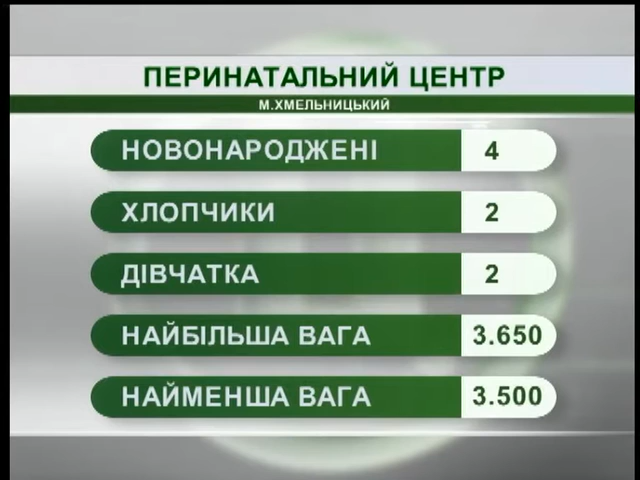 ПЕРИНАТАЛЬНИЙ ЦЕНТР
М.ХМЕЛЬНИЦЬКИЙ
НОВОНАРОДЖЕНІ 4
ХЛОПЧИКИ 2
ДІВЧАТКА 2
НАЙБІЛЬША ВАГА 3.650
НАЙМЕНША ВАГА 3.500